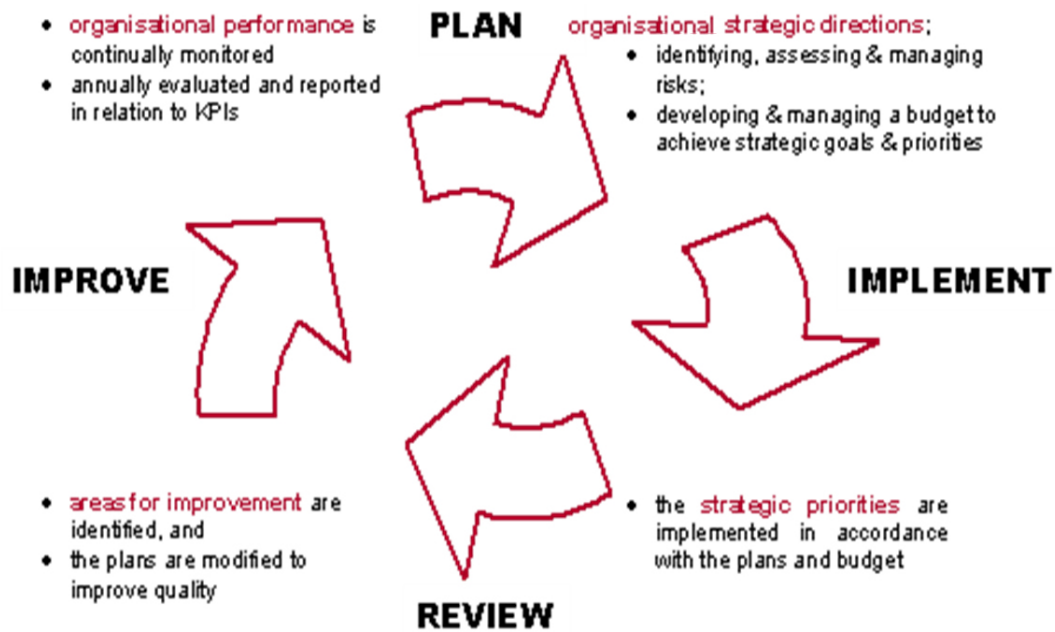 • organisational performance is
continually monitored
• annually evaluated and reported
in relation to KPIs
PLAN
organisational strategic directions;
• identifying, assessing & managing
risks;
• developing & managing a budget to
achieve strategic goals & priorities
IMPROVE
IMPLEMENT
• areas for improvement are
identified, and
• the plans are modified to
improve quality
• the strategic priorities are
implemented in accordance
with the plans and budget
REVIEW